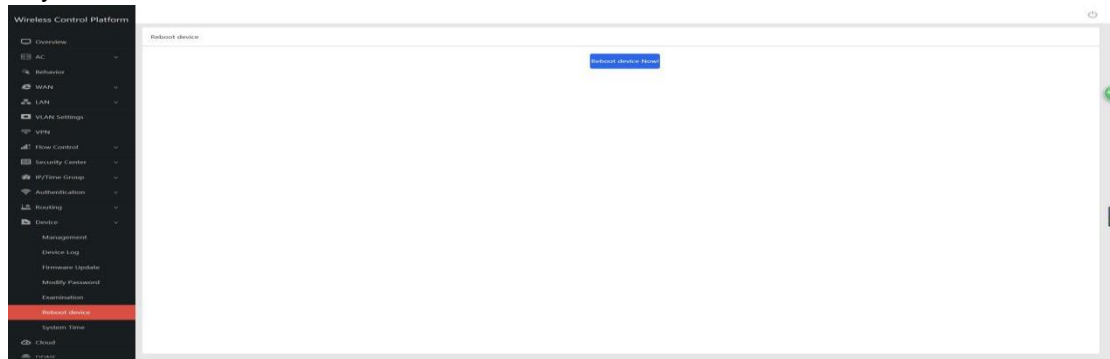 Wireless Control Platform
Overview
AC
Behavior
WAN
LAN
VLAN Settings
VPN
Flow Control
Security Center
IP/Time Group
Authentication
Routing
Device
Management
Device Log
Firmware Update
Modify Password
Examination
Reboot device
System Time
Cloud
Reboot device
Reboot device Now!